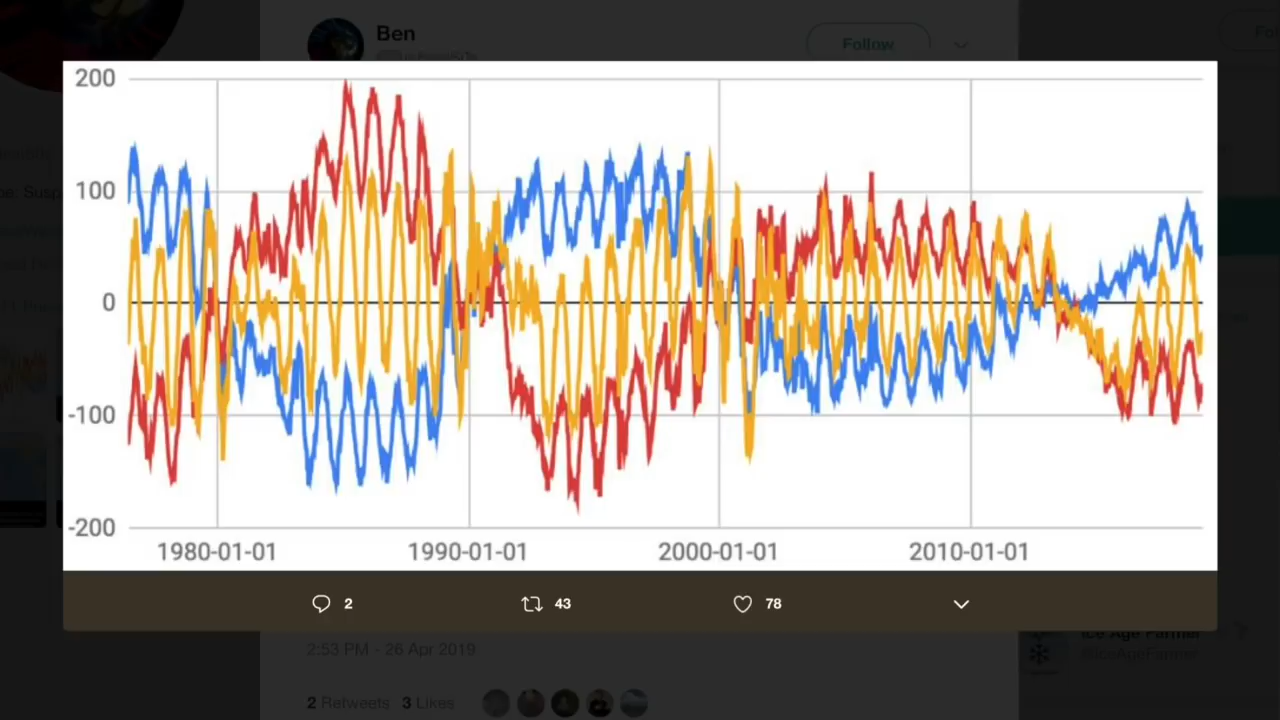 Ben
Follow
200
100
0
-100
-200
1980-01-01
1990-01-01
2000-01-01
2010-01-01
2
43
78
2:53 PM - 26 Apr 2019
2 Retweets 3 Likes
Ice Age Farmer
@IceAgeFarmer